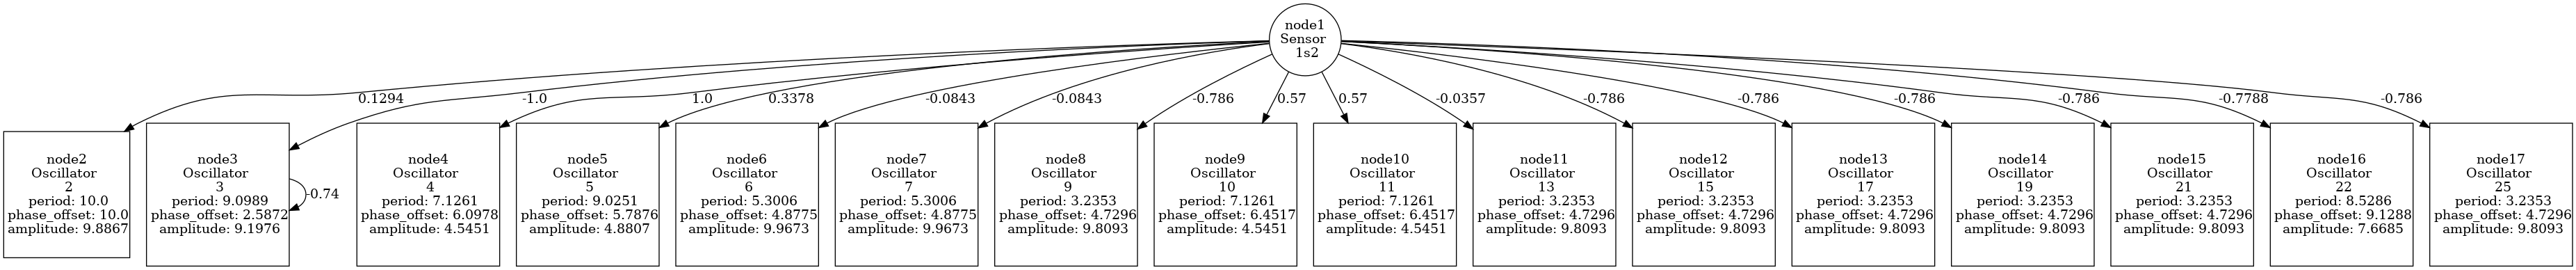 node1
Sensor
1s2
0.1294
-1.0
1.0
0.3378
-0.0843
-0.0843
-0.786
0.57
0.57
-0.0357
-0.786
-0.786
-0.786
-0.786
-0.7788
-0.786
node2
Oscillator
2
period: 10.0
phase_offset: 10.0
amplitude: 9.8867
node3
Oscillator
3
period: 9.0989
phase_offset: 2.5872
amplitude: 9.1976
-0.74
node4
Oscillator
4
period: 7.1261
phase_offset: 6.0978
amplitude: 4.5451
node5
Oscillator
5
period: 9.0251
phase_offset: 5.7876
amplitude: 4.8807
node6
Oscillator
6
period: 5.3006
phase_offset: 4.8775
amplitude: 9.9673
node7
Oscillator
7
period: 5.3006
phase_offset: 4.8775
amplitude: 9.9673
node8
Oscillator
9
period: 3.2353
phase_offset: 4.7296
amplitude: 9.8093
node9
Oscillator
10
period: 7.1261
phase_offset: 6.4517
amplitude: 4.5451
node10
Oscillator
11
period: 7.1261
phase_offset: 6.4517
amplitude: 4.5451
node11
Oscillator
13
period: 3.2353
phase_offset: 4.7296
amplitude: 9.8093
node12
Oscillator
15
period: 3.2353
phase_offset: 4.7296
amplitude: 9.8093
node13
Oscillator
17
period: 3.2353
phase_offset: 4.7296
amplitude: 9.8093
node14
Oscillator
19
period: 3.2353
phase_offset: 4.7296
amplitude: 9.8093
node15
Oscillator
21
period: 3.2353
phase_offset: 4.7296
amplitude: 9.8093
node16
Oscillator
22
period: 8.5286
phase_offset: 9.1288
amplitude: 7.6685
node17
Oscillator
25
period: 3.2353
phase_offset: 4.7296
amplitude: 9.8093